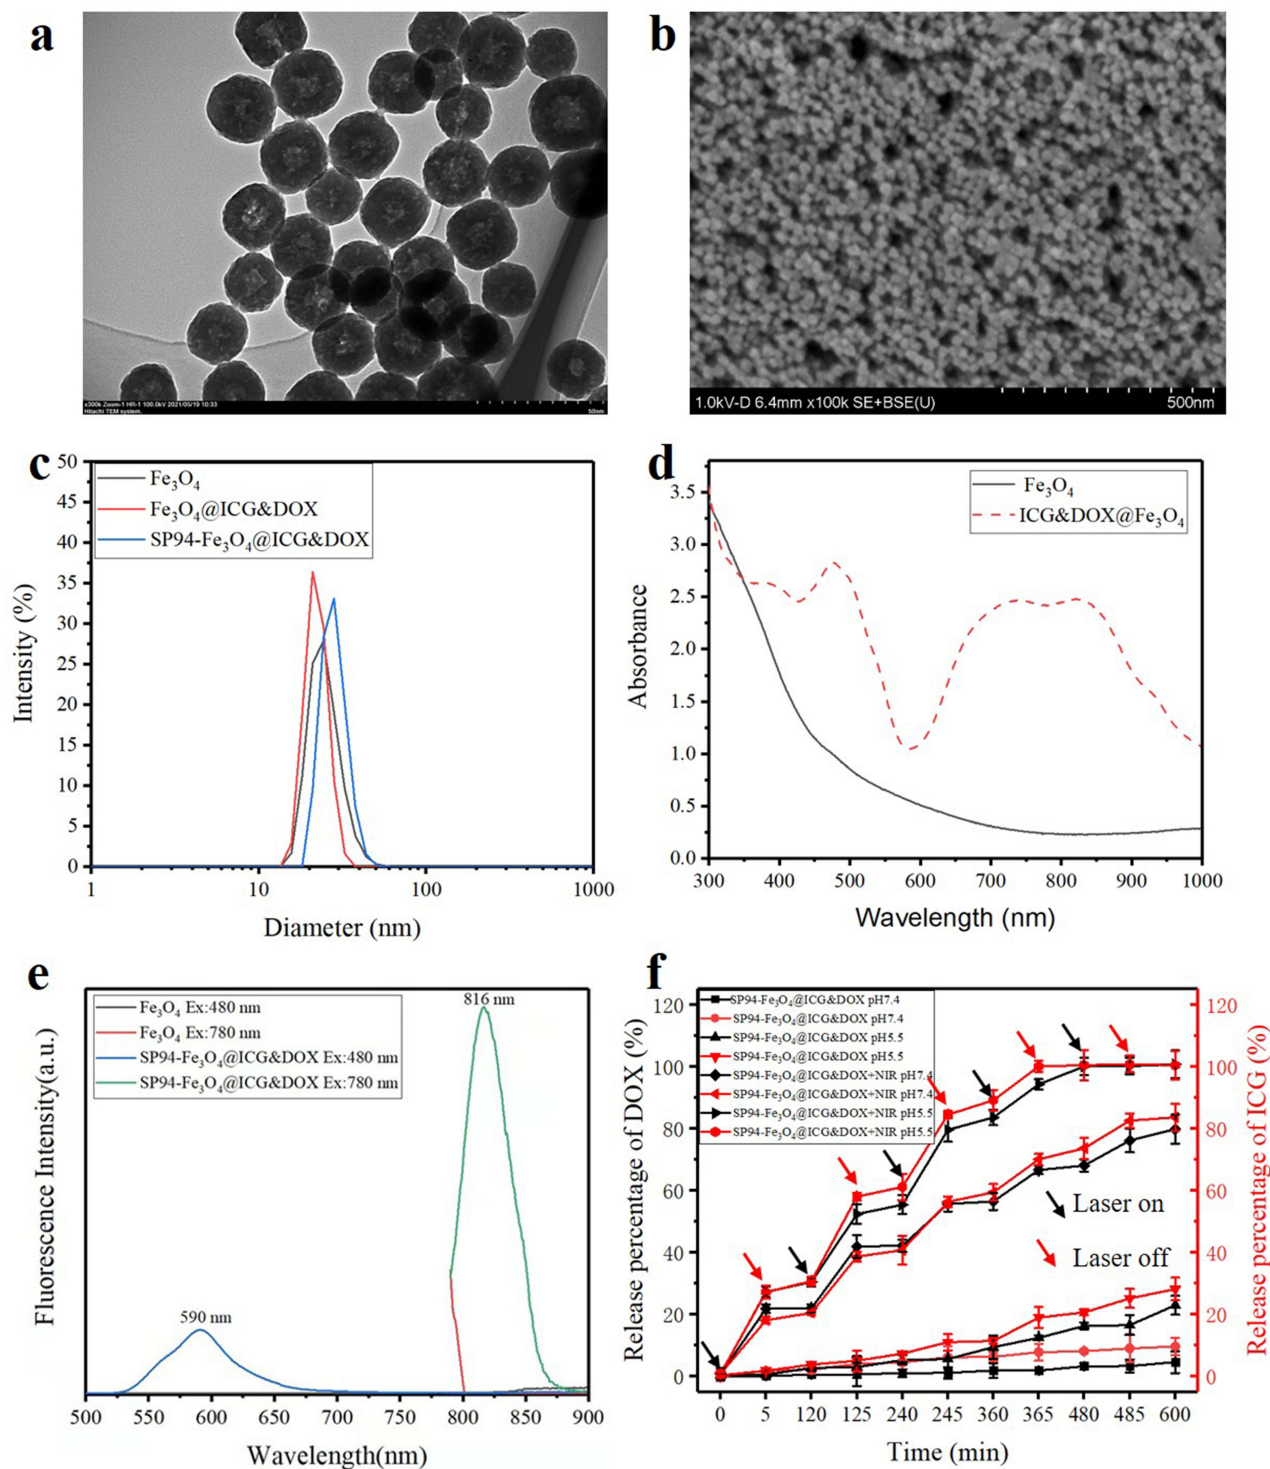 a
b
x300k Zoom-1 HR-1 100.0kV 2021/05/19 10:33
Hitachi TEM system.
50nm
1.0kV-D 6.4mm x100k SE+BSE(U)
500nm
c
50
45
40
35
30
25
20
15
10
5
0
Intensity (%)
Fe₃O₄
Fe₃O₄@ICG&DOX
SP94-Fe₃O₄@ICG&DOX
1
10
100
1000
Diameter (nm)
d
3.5
3.0
2.5
2.0
1.5
1.0
0.5
0.0
Absorbance
Fe₃O₄
ICG&DOX@Fe₃O₄
300
400
500
600
700
800
900
1000
Wavelength (nm)
e
Fluorescence Intensity(a.u.)
Fe₃O₄ Ex:480 nm
Fe₃O₄ Ex:780 nm
SP94-Fe₃O₄@ICG&DOX Ex:480 nm
SP94-Fe₃O₄@ICG&DOX Ex:780 nm
816 nm
590 nm
500
550
600
650
700
750
800
850
900
Wavelength(nm)
f
120
100
80
60
40
20
0
Release percentage of DOX (%)
SP94-Fe₃O₄@ICG&DOX pH7.4
SP94-Fe₃O₄@ICG&DOX pH7.4
SP94-Fe₃O₄@ICG&DOX pH5.5
SP94-Fe₃O₄@ICG&DOX pH5.5
SP94-Fe₃O₄@ICG&DOX+NIR pH7.4
SP94-Fe₃O₄@ICG&DOX+NIR pH7.4
SP94-Fe₃O₄@ICG&DOX+NIR pH5.5
SP94-Fe₃O₄@ICG&DOX+NIR pH5.5
Laser on
Laser off
120
100
80
60
40
20
0
Release percentage of ICG (%)
0
5
120
125
240
245
360
365
480
485
600
Time (min)